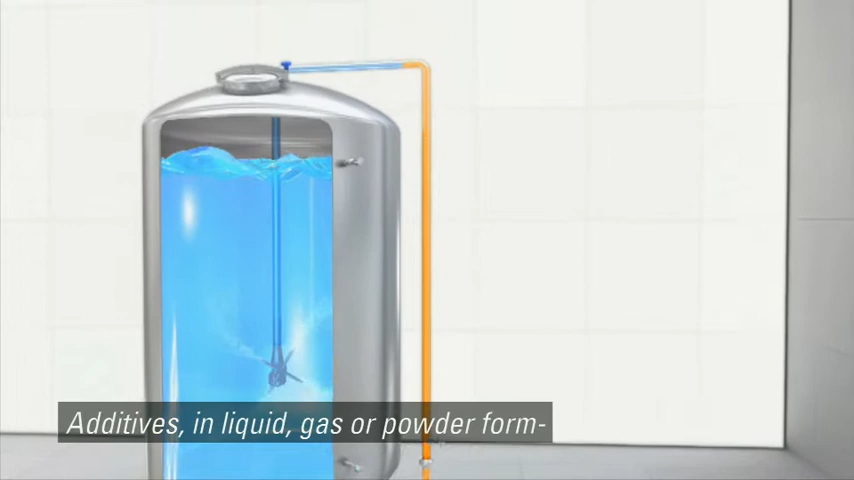 Additives, in liquid, gas or powder form-